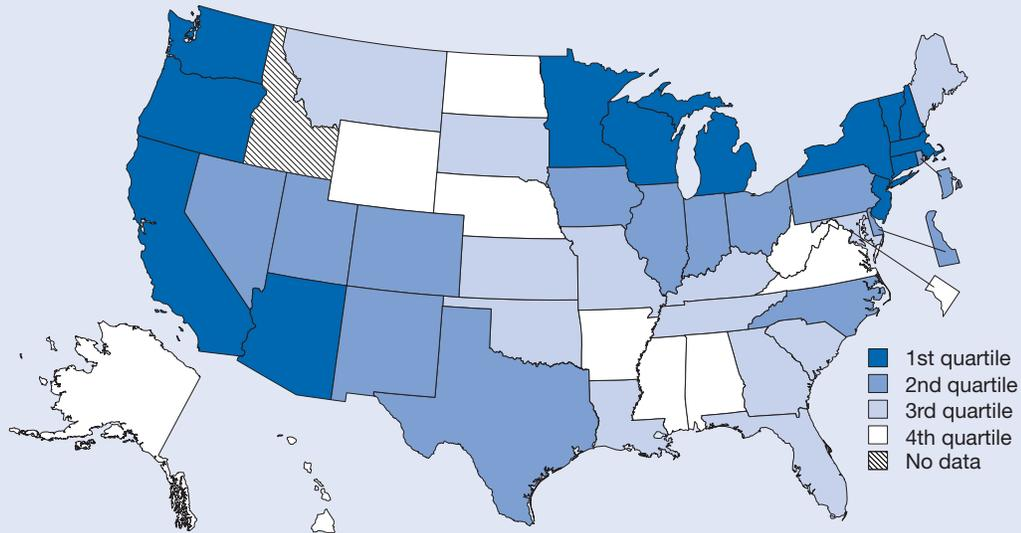 1st quartile
2nd quartile
3rd quartile
4th quartile
No data